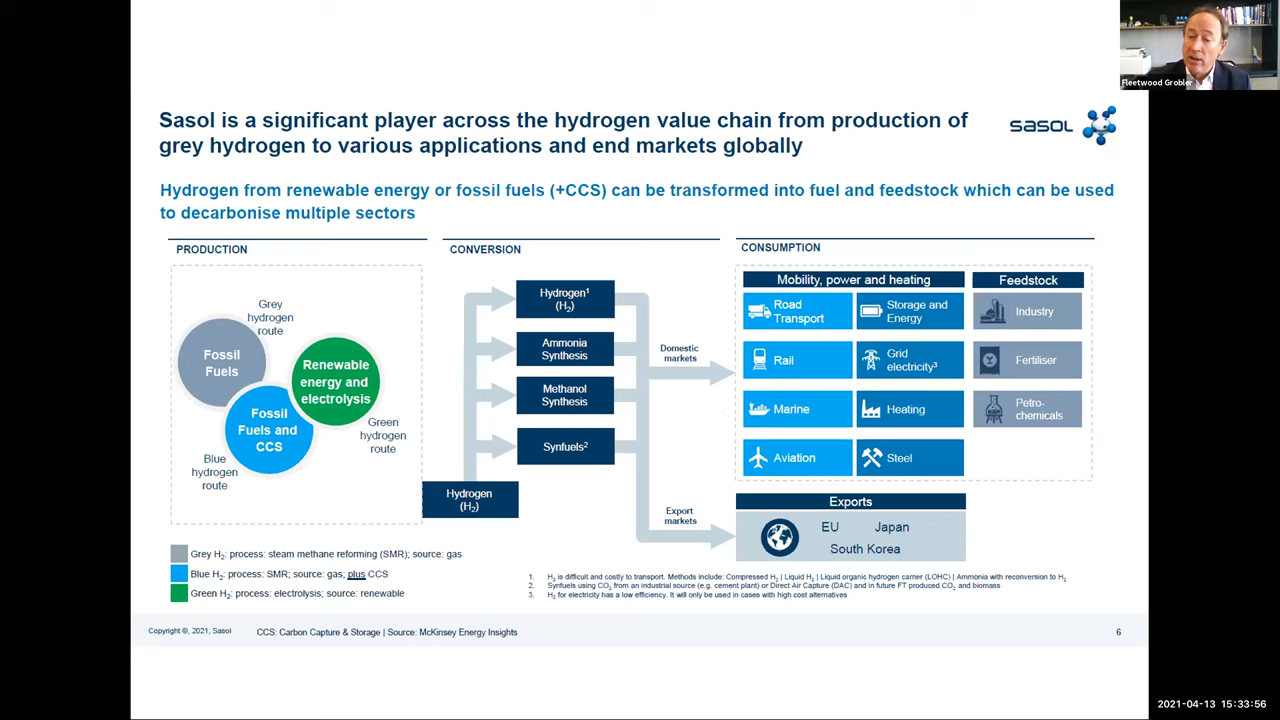 Fleetwood Grobler
Sasol is a significant player across the hydrogen value chain from production of
grey hydrogen to various applications and end markets globally
sasol
Hydrogen from renewable energy or fossil fuels (+CCS) can be transformed into fuel and feedstock which can be used
to decarbonise multiple sectors
PRODUCTION
Grey
hydrogen
route
Fossil
Fuels
Renewable
energy and
electrolysis
Fossil
Fuels and
CCS
Green
hydrogen
route
Blue
hydrogen
route
Grey H₂: process: steam methane reforming (SMR); source: gas
Blue H₂: process: SMR; source: gas; plus CCS
Green H₂: process: electrolysis; source: renewable
CONVERSION
Hydrogen¹
(H₂)
Ammonia
Synthesis
Methanol
Synthesis
Synfuels²
Hydrogen
(H₂)
Domestic
markets
Export
markets
CONSUMPTION
Mobility, power and heating
Road
Transport
Storage and
Energy
Rail
Grid
electricity³
Marine
Heating
Aviation
Steel
Feedstock
Industry
Fertiliser
Petro-
chemicals
Exports
EU Japan
South Korea
1. H₂ is difficult and costly to transport. Methods include: Compressed H₂ | Liquid H₂ | Liquid organic hydrogen carrier (LOHC) | Ammonia with reconversion to H₂
2. Synfuels using CO₂ from an industrial source (e.g. cement plant) or Direct Air Capture (DAC) and in future FT produced CO₂ and biomass
3. H₂ for electricity has a low efficiency. It will only be used in cases with high cost alternatives
Copyright ©, 2021, Sasol
CCS: Carbon Capture & Storage | Source: McKinsey Energy Insights
6
2021-04-13 15:33:56